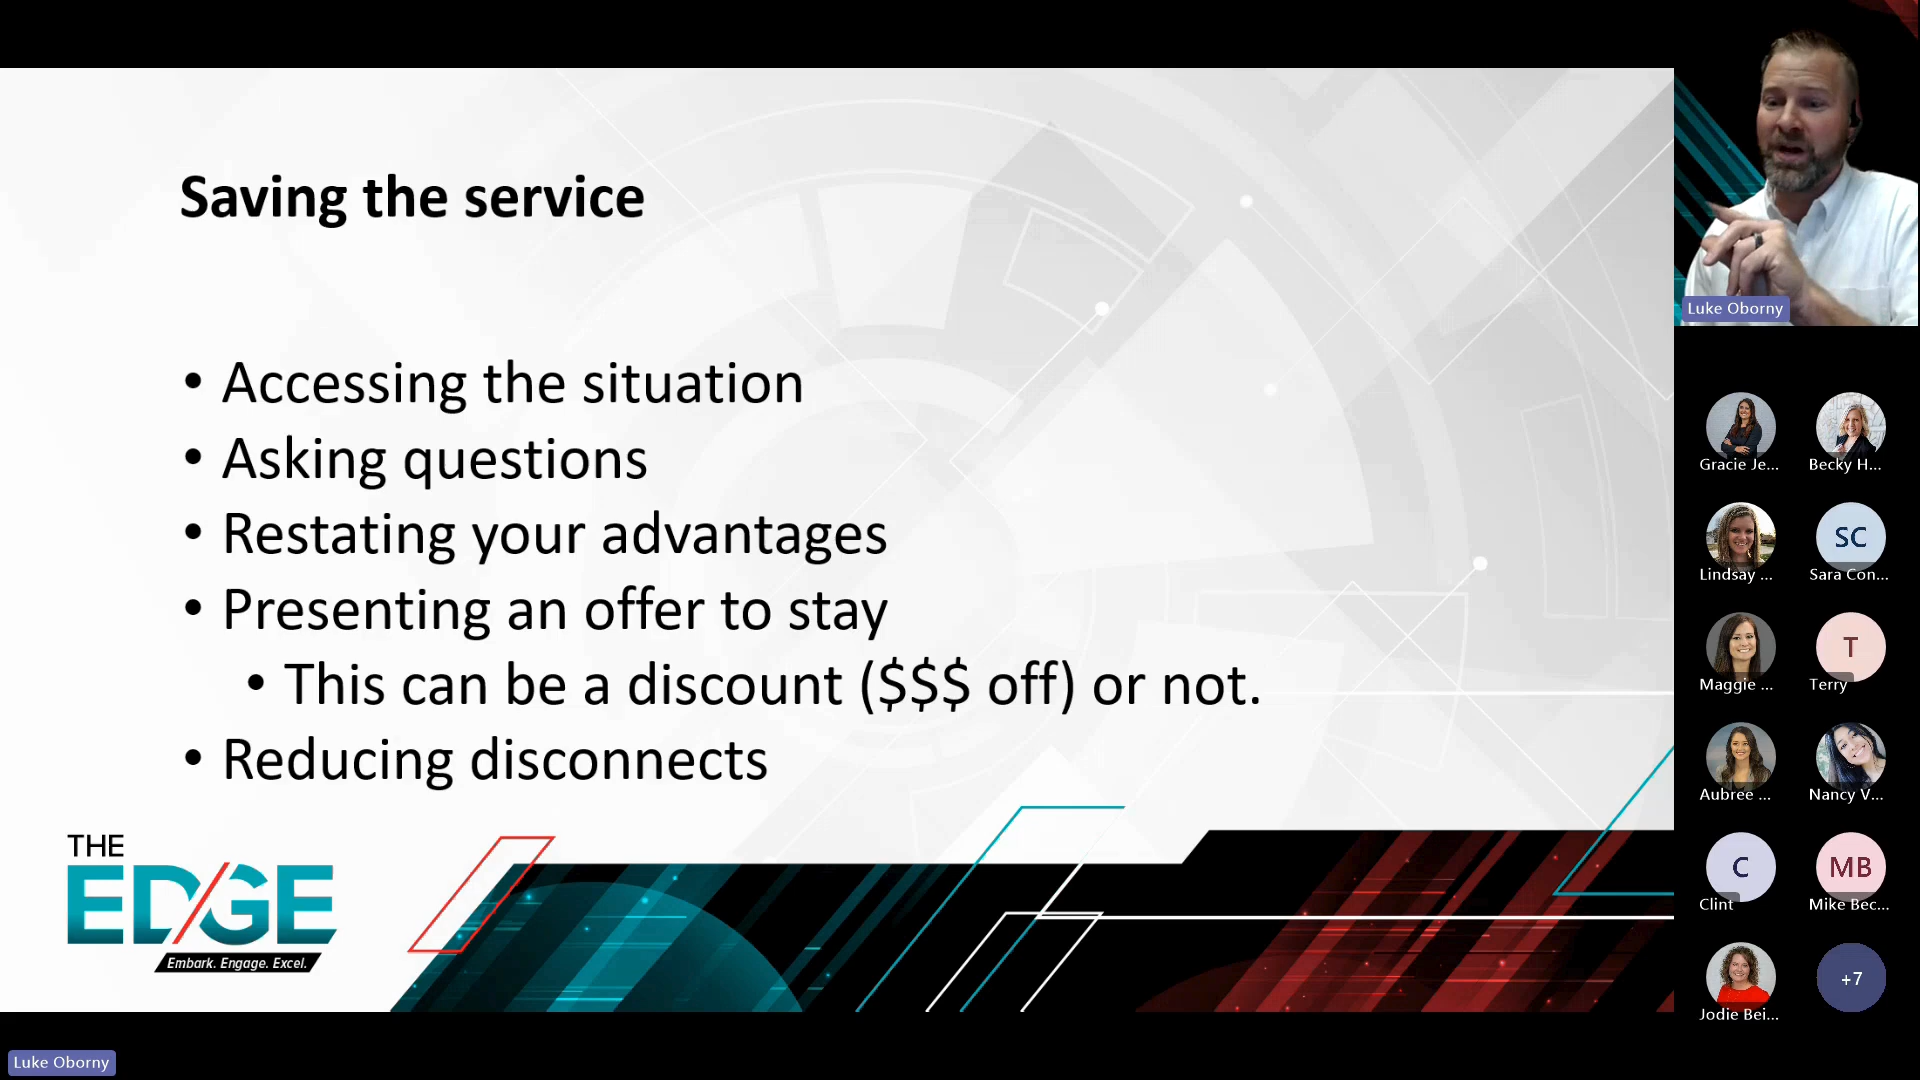 Saving the service
• Accessing the situation
• Asking questions
• Restating your advantages
• Presenting an offer to stay
• This can be a discount ($$$ off) or not.
• Reducing disconnects
THE
EDGE
Embark. Engage. Excel.
Luke Oborny
Luke Oborny
Gracie Je...
Becky H...
Lindsay ...
SC
Sara Con...
Maggie ...
T
Terry
Aubree ...
Nancy V...
C
Clint
MB
Mike Bec...
Jodie Bei...
+7